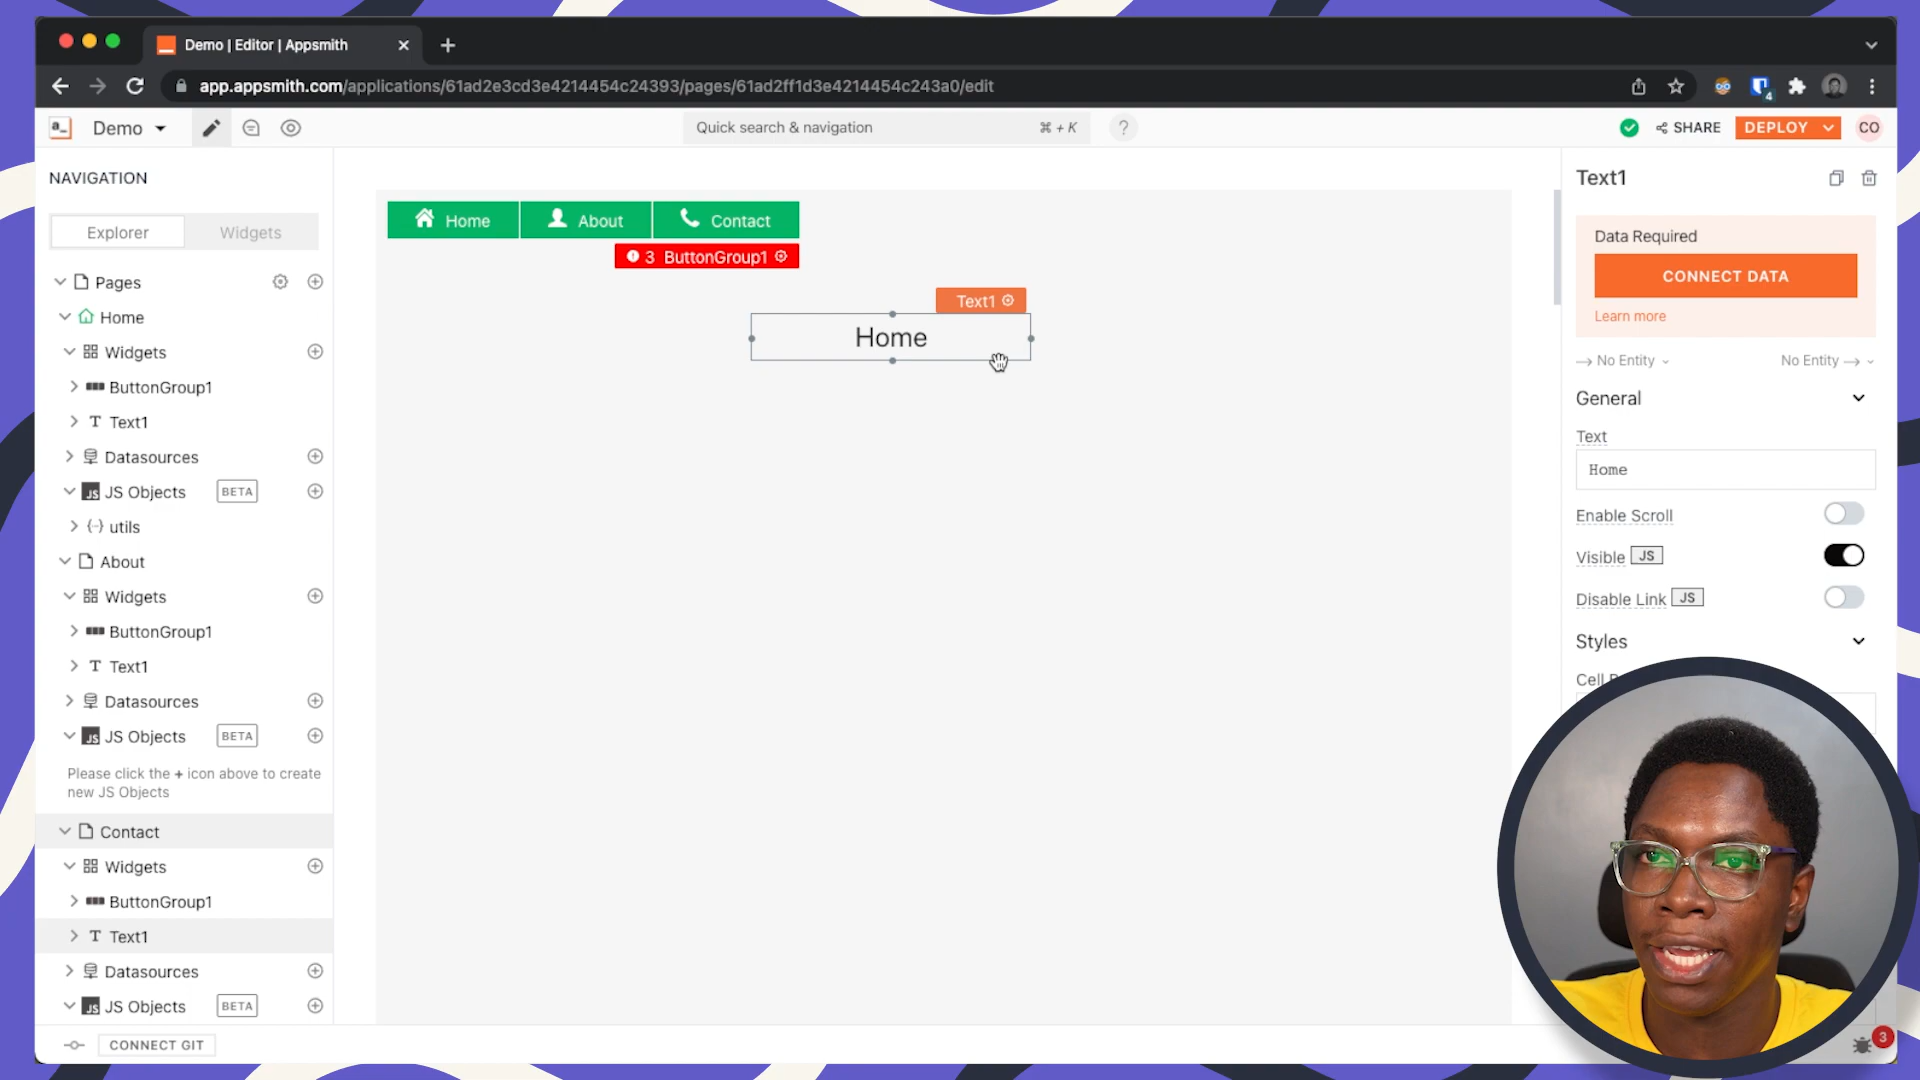 Demo | Editor | Appsmith
app.appsmith.com/applications/61ad2e3cd3e4214454c24393/pages/61ad2ff1d3e4214454c243a0/edit
4
a_
Demo
Quick search & navigation
⌘ + K
?
SHARE
DEPLOY
CO
NAVIGATION
Explorer
Widgets
Pages
Home
Widgets
ButtonGroup1
Text1
Datasources
JS Objects
BETA
utils
About
Widgets
ButtonGroup1
Text1
Datasources
JS Objects
BETA
Please click the + icon above to create
new JS Objects
Contact
Widgets
ButtonGroup1
Text1
Datasources
JS Objects
BETA
CONNECT GIT
Home
About
Contact
3 ButtonGroup1
Text1
Home
Text1
Data Required
CONNECT DATA
Learn more
No Entity
No Entity
General
Text
Home
Enable Scroll
Visible
JS
Disable Link
JS
Styles
Cell
3